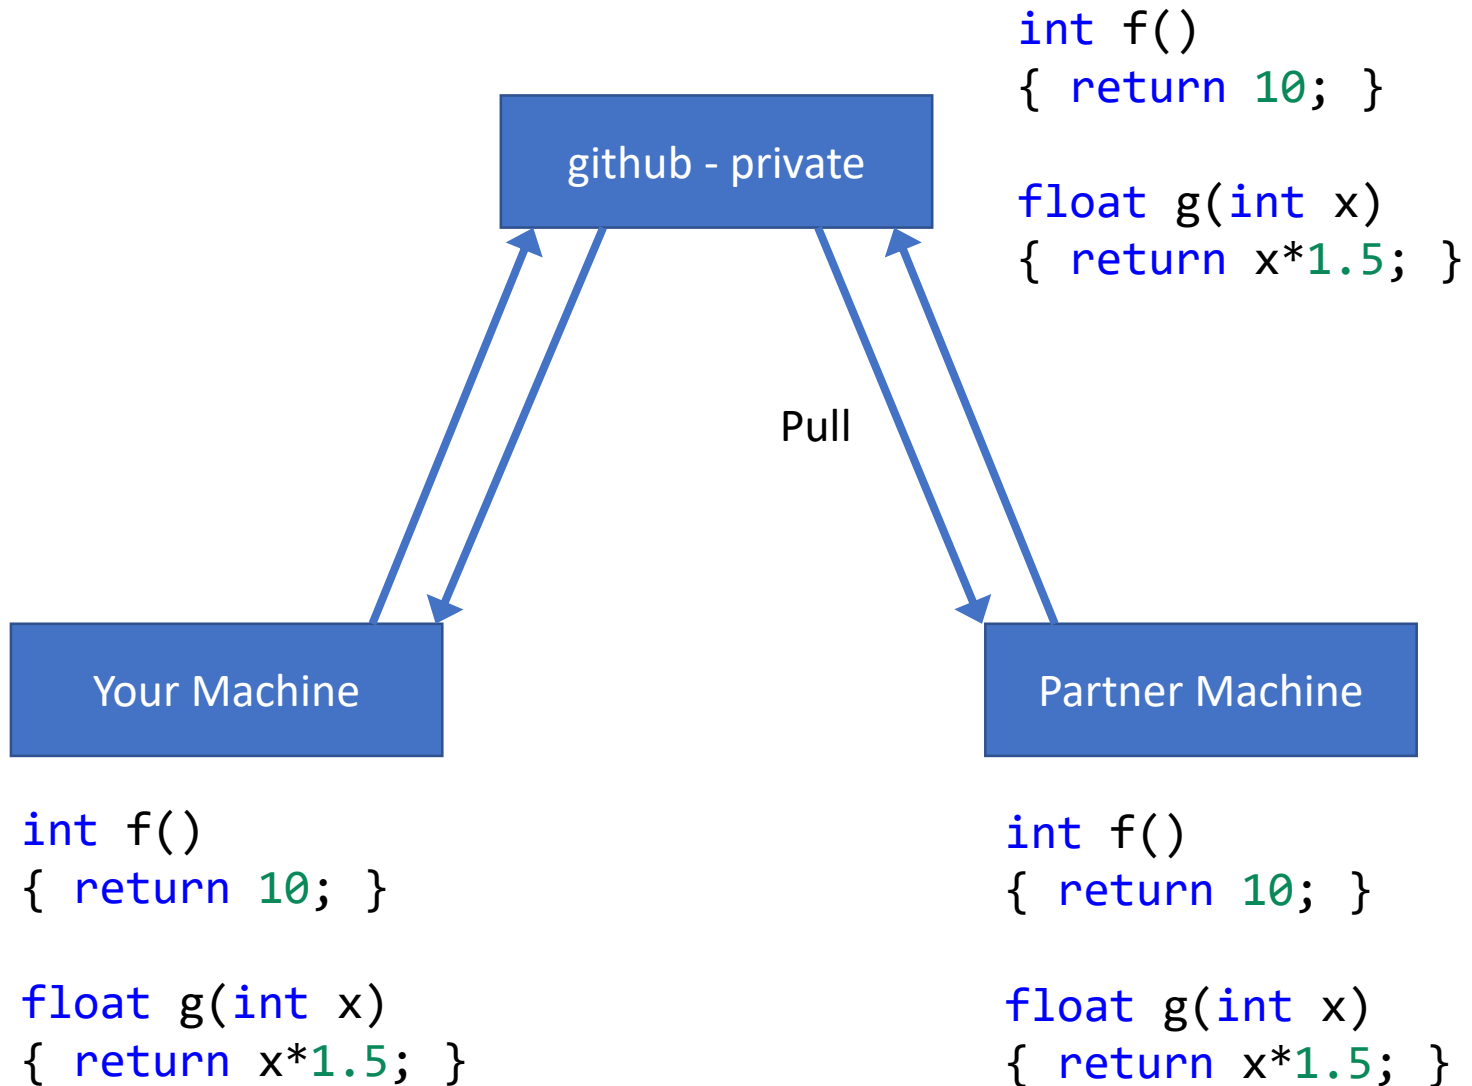 int f()
{ return 10; }
float g(int x)
{ return x*1.5; }
github - private
Pull
Your Machine
Partner Machine
int f()
{ return 10; }
float g(int x)
{ return x*1.5; }
int f()
{ return 10; }
float g(int x)
{ return x*1.5; }